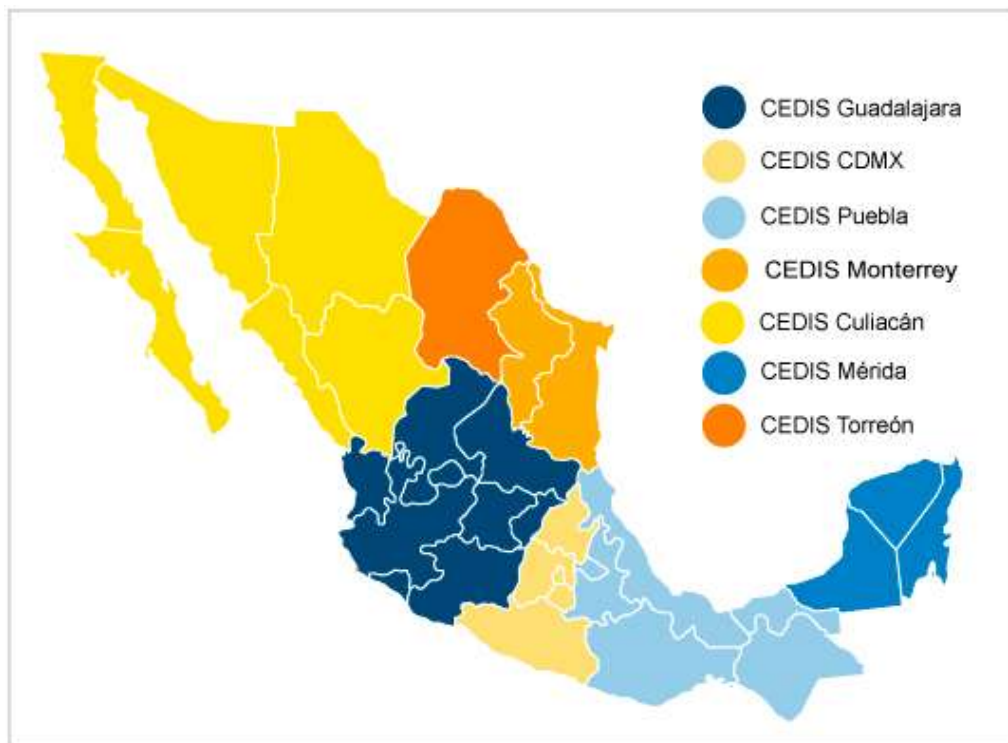 CEDIS Guadalajara
CEDIS CDMX
CEDIS Puebla
CEDIS Monterrey
CEDIS Culiacán
CEDIS Mérida
CEDIS Torreón